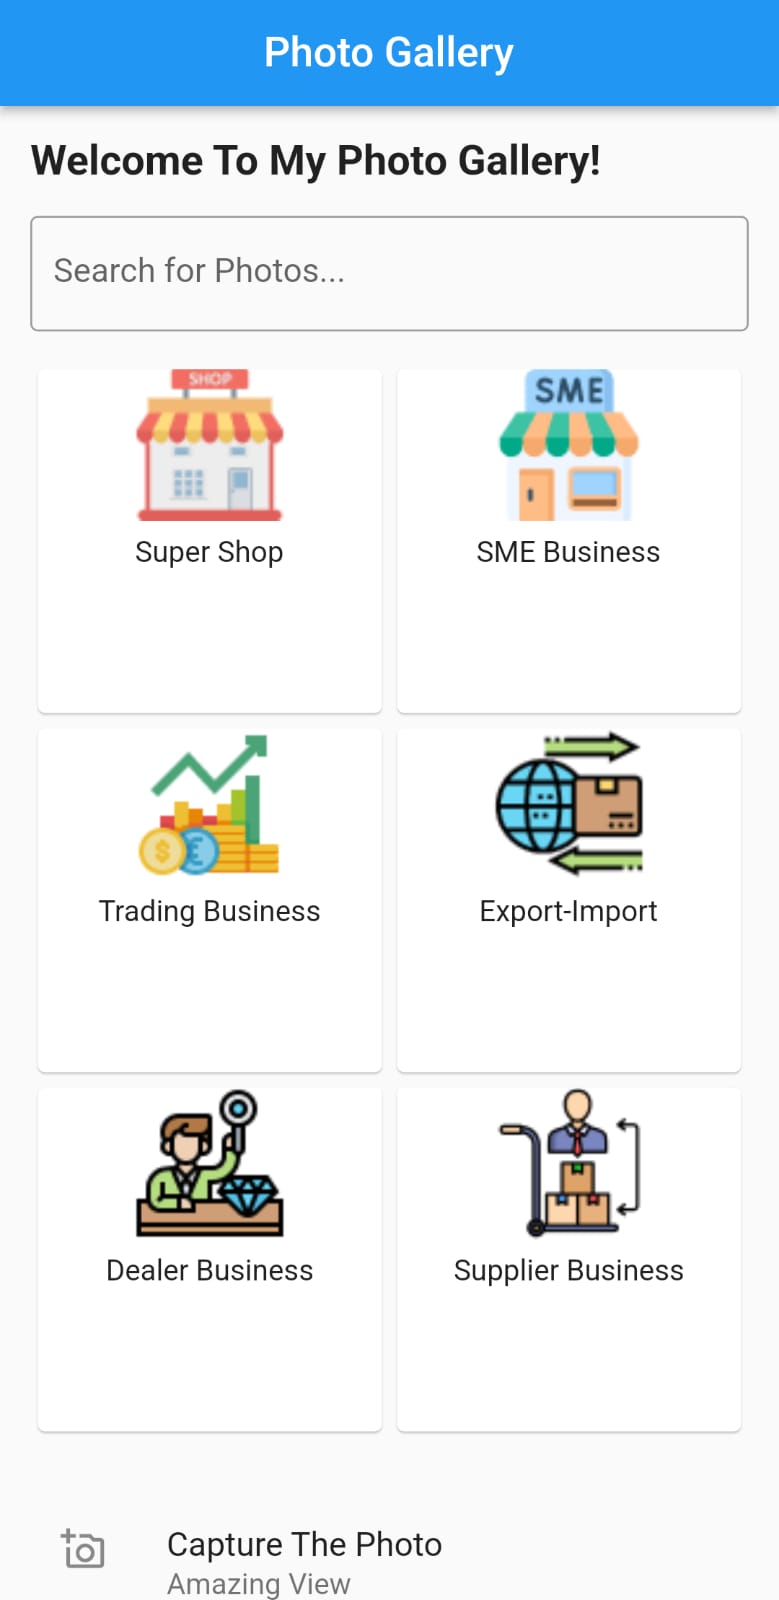 Photo Gallery
Welcome To My Photo Gallery!
Search for Photos...
SHOP
SME
Super Shop
SME Business
$
£
Trading Business
Export-Import
Dealer Business
Supplier Business
Capture The Photo
Amazing View